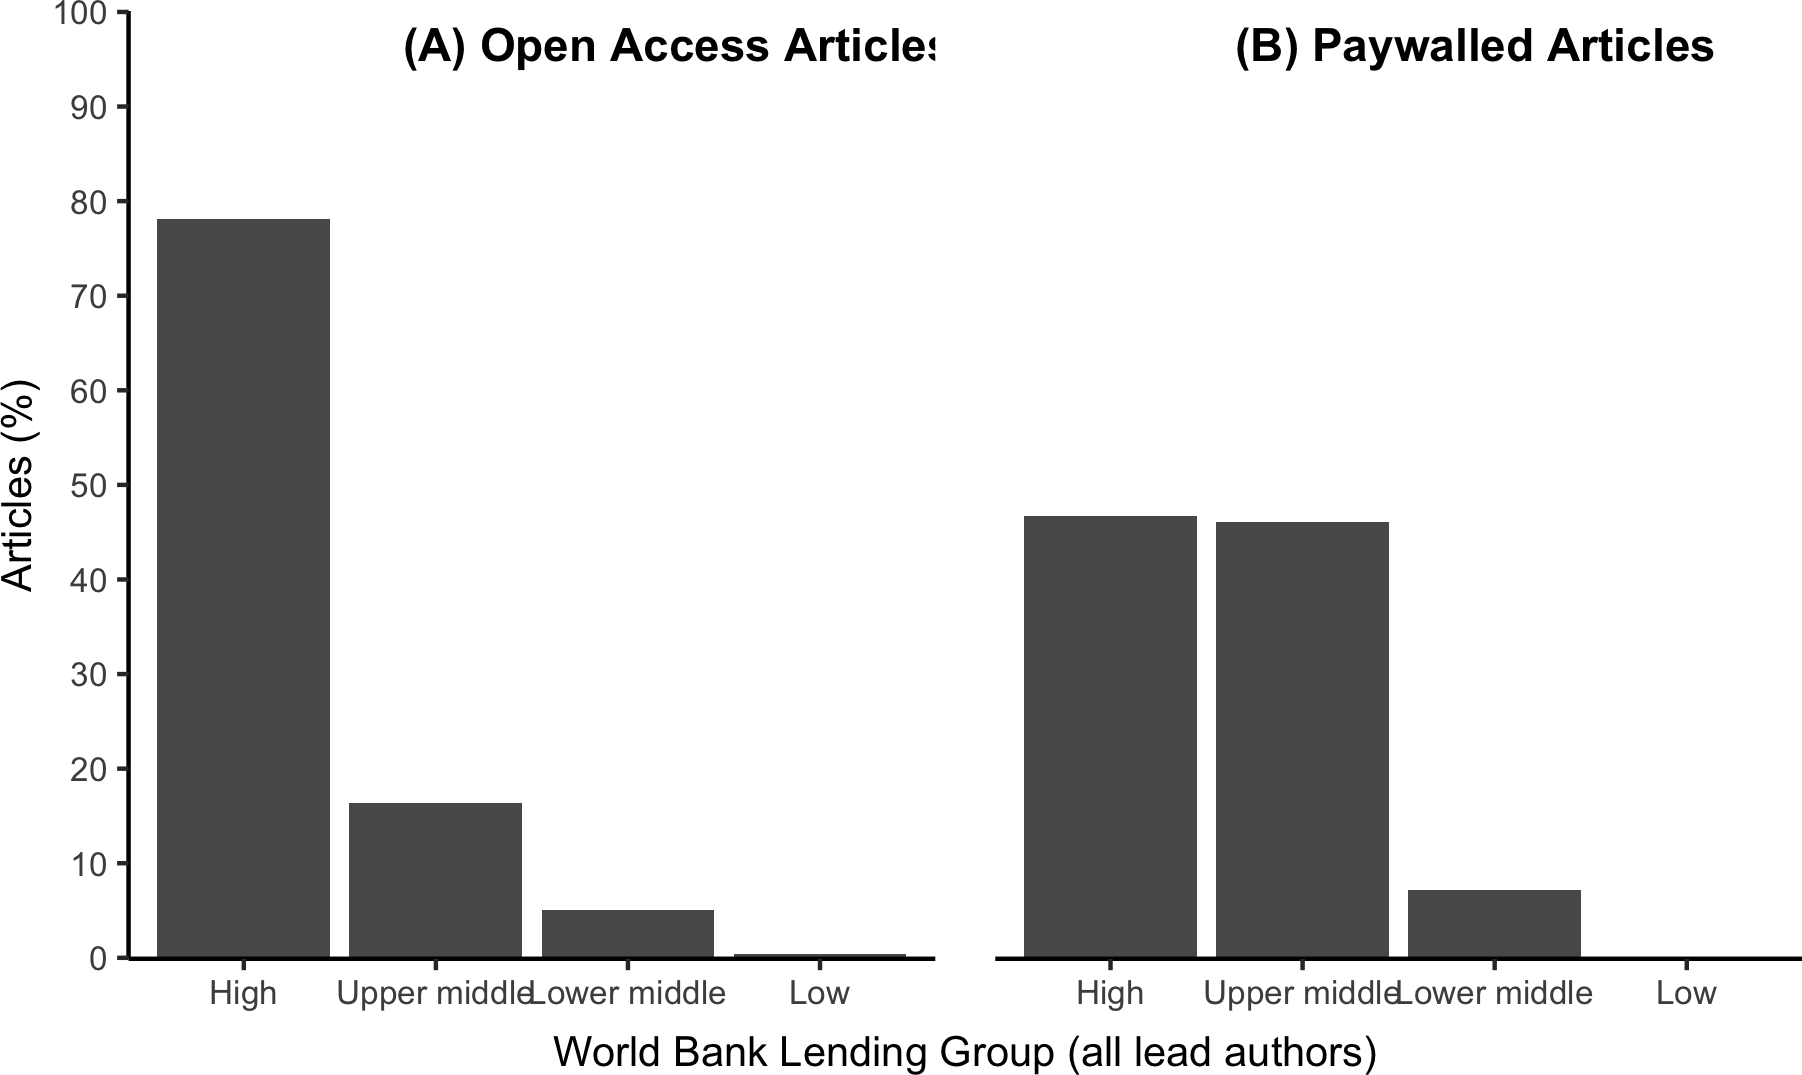 (A) Open Access Articles
(B) Paywalled Articles
100
90
80
70
60
50
40
30
20
10
0
Articles (%)
High Upper middle Lower middle Low
High Upper middle Lower middle Low
World Bank Lending Group (all lead authors)